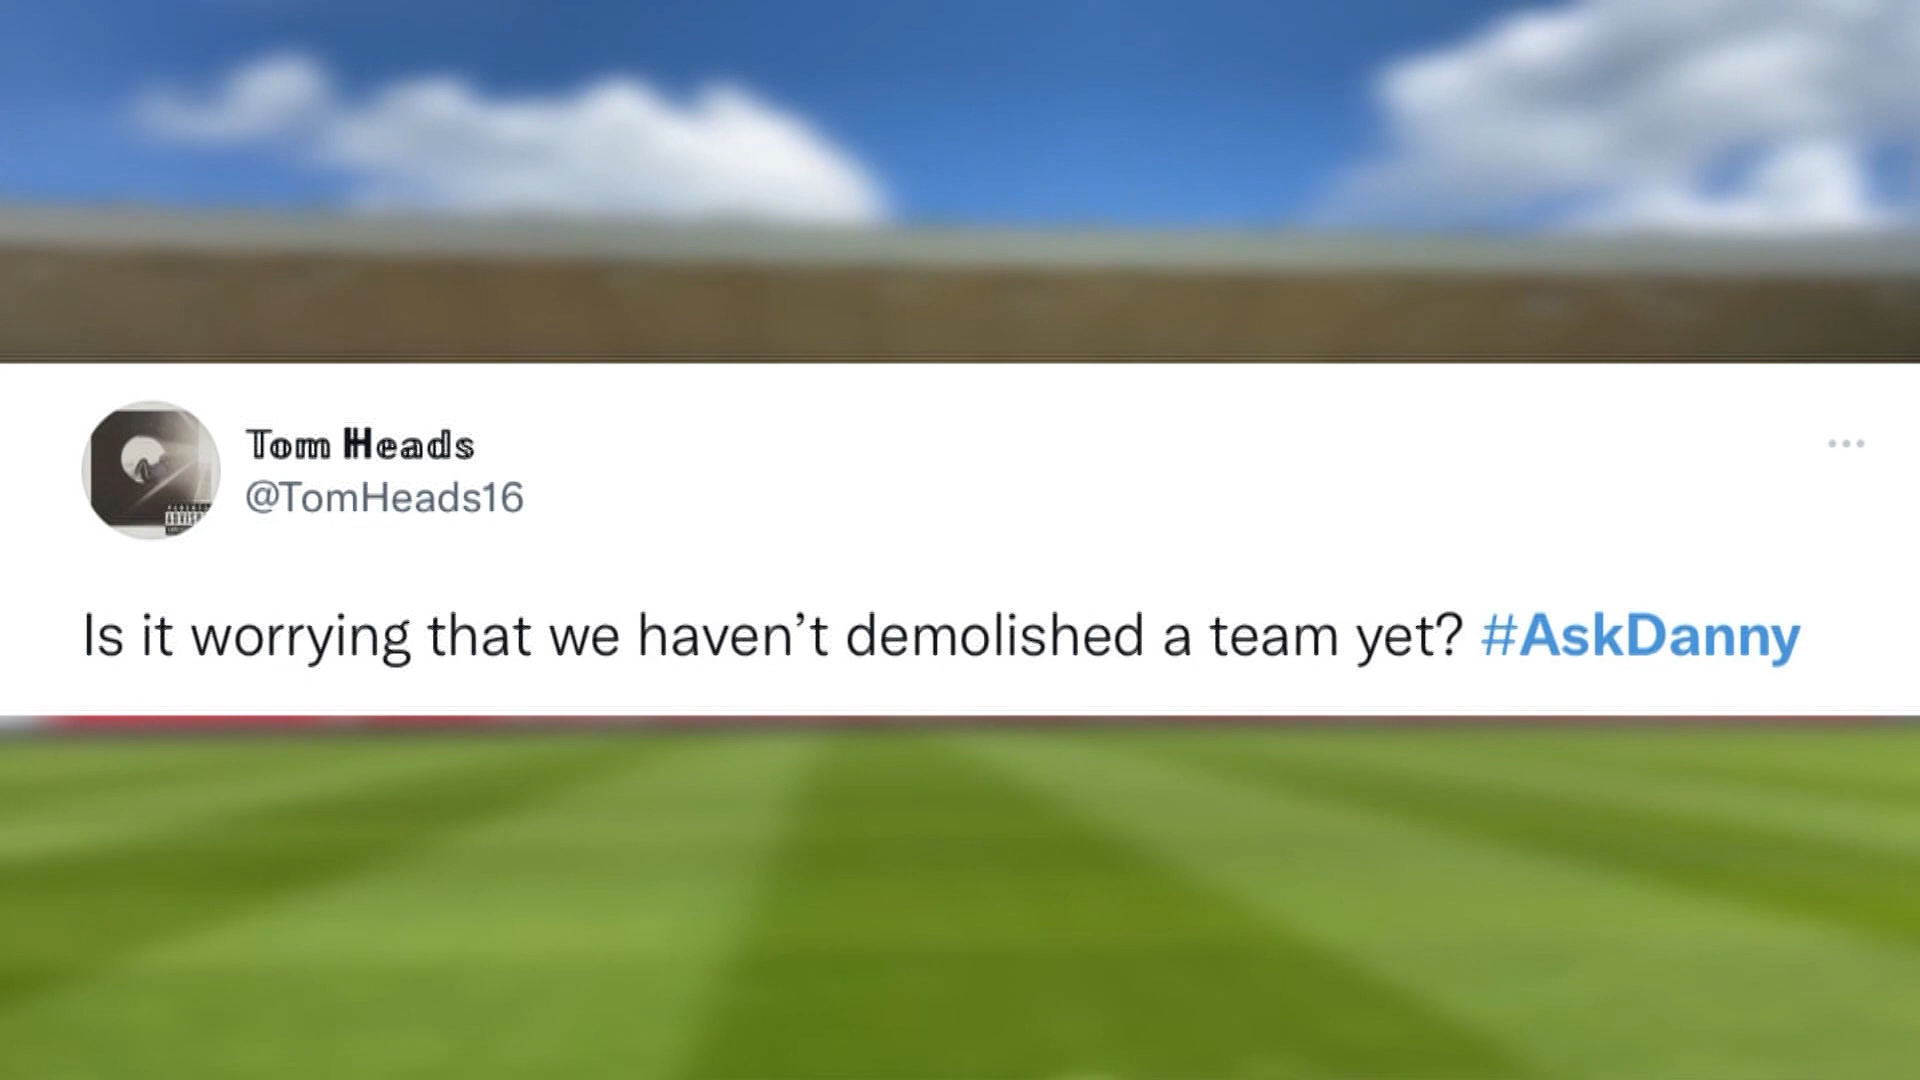 Tom Heads
@TomHeads16
Is it worrying that we haven’t demolished a team yet? #AskDanny